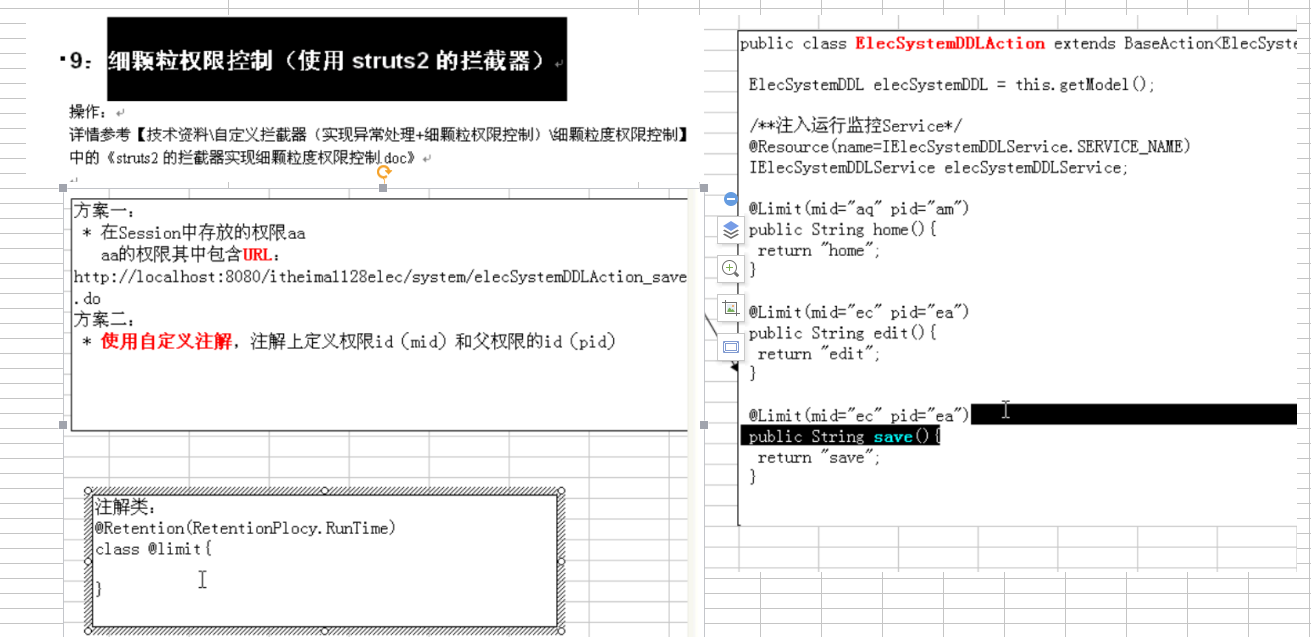 ·9：细颗粒权限控制（使用 struts2 的拦截器）
操作：
详情参考【技术资料\自定义拦截器（实现异常处理+细颗粒权限控制）\细颗粒度权限控制】
中的《struts2 的拦截器实现细颗粒度权限控制.doc》
方案一：
* 在Session中存放的权限aa
aa的权限其中包含URL：
http://localhost:8080/itheima1128elec/system/elecSystemDDLAction_save
.do
方案二：
* 使用自定义注解，注解上定义权限id（mid）和父权限的id（pid）
注解类：
@Retention(RetentionPlocy.RunTime)
class @limit{
}
public class ElecSystemDDLAction extends BaseAction<ElecSyste
ElecSystemDDL elecSystemDDL = this.getModel();
/**注入运行监控Service*/
@Resource(name=IElecSystemDDLService.SERVICE_NAME)
IElecSystemDDLService elecSystemDDLService;
@Limit(mid="aq" pid="am")
public String home(){
return "home";
}
@Limit(mid="ec" pid="ea")
public String edit(){
return "edit";
}
@Limit(mid="ec" pid="ea")
public String save(){
return "save";
}